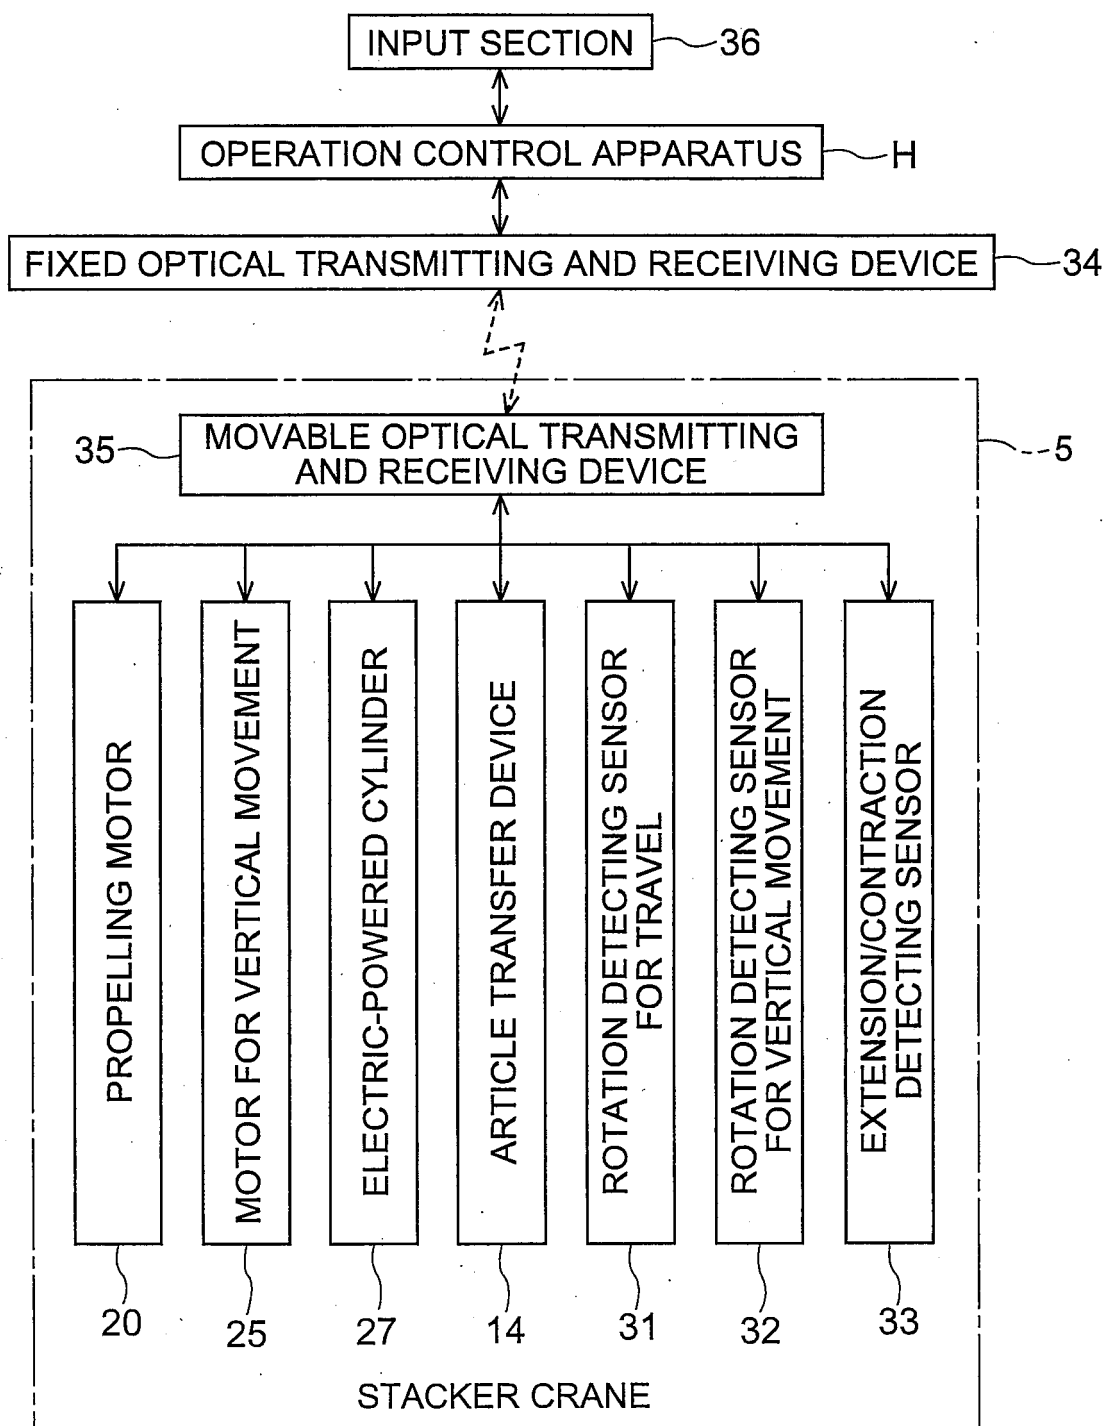 INPUT SECTION
36
OPERATION CONTROL APPARATUS
H
FIXED OPTICAL TRANSMITTING AND RECEIVING DEVICE
34
35
MOVABLE OPTICAL TRANSMITTING
AND RECEIVING DEVICE
5
PROPELLING MOTOR
MOTOR FOR VERTICAL MOVEMENT
ELECTRIC-POWERED CYLINDER
ARTICLE TRANSFER DEVICE
ROTATION DETECTING SENSOR
FOR TRAVEL
ROTATION DETECTING SENSOR
FOR VERTICAL MOVEMENT
EXTENSION/CONTRACTION
DETECTING SENSOR
20
25
27
14
31
32
33
STACKER CRANE